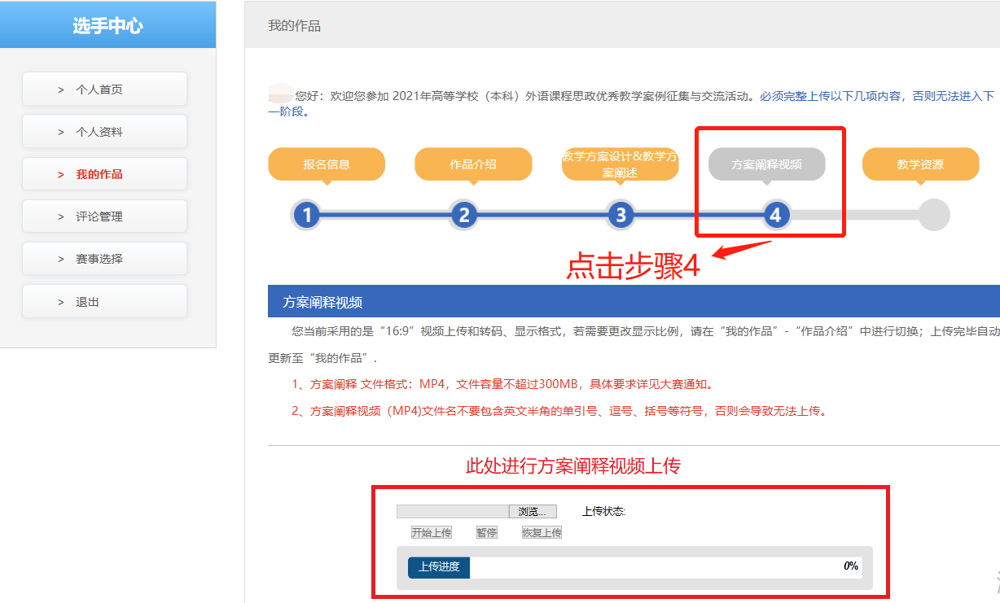 选手中心
> 个人首页
> 个人资料
> 我的作品
> 评论管理
> 赛事选择
> 退出
我的作品
您好：欢迎您参加 2021年高等学校（本科）外语课程思政优秀教学案例征集与交流活动。必须完整上传以下几项内容，否则无法进入下
一阶段。
报名信息
作品介绍
教学方案设计&教学方
案阐述
方案阐释视频
教学资源
1
2
3
4
点击步骤4
方案阐释视频
您当前采用的是“16:9”视频上传和转码、显示格式，若需要更改显示比例，请在“我的作品”-“作品介绍”中进行切换；上传完毕自动
更新至“我的作品”.
1、方案阐释 文件格式：MP4，文件容量不超过300MB，具体要求详见大赛通知。
2、方案阐释视频（MP4)文件名不要包含英文半角的单引号、逗号、括号等符号，否则会导致无法上传。
此处进行方案阐释视频上传
浏览... 上传状态:
开始上传 暂停 恢复上传
上传进度 0%